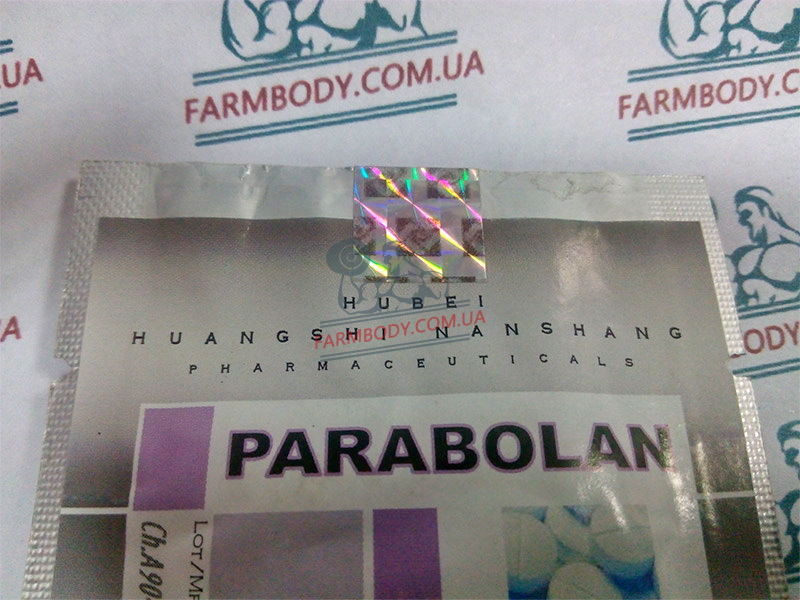 FARMBODY.COM.UA
FARMBODY.COM.UA
HUBEI
HUANGSHI NANSHANG
FARMBODY.COM.UA
PHARMACEUTICALS
PARABOLAN